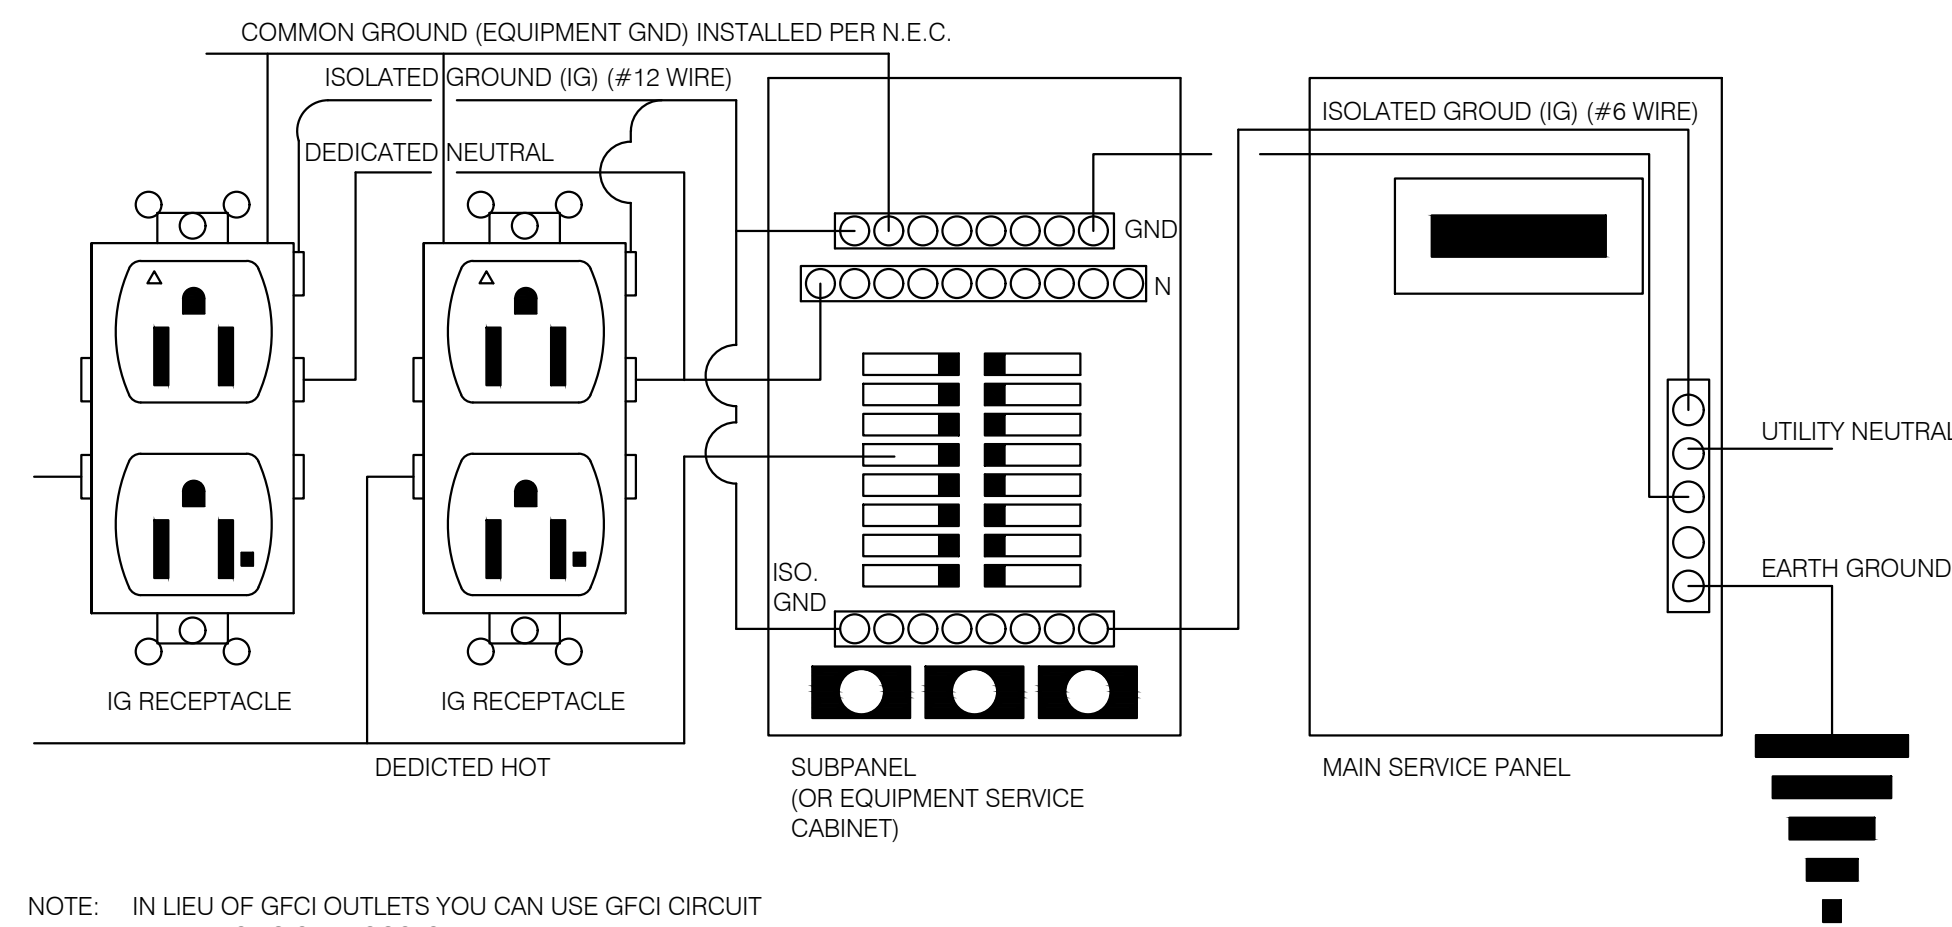 COMMON GROUND (EQUIPMENT GND) INSTALLED PER N.E.C.
ISOLATED GROUND (IG) (#12 WIRE)
ISOLATED GROUD (IG) (#6 WIRE)
DEDICATED NEUTRAL
GND
N
UTILITY NEUTRAL
EARTH GROUND
ISO.
GND
IG RECEPTACLE
IG RECEPTACLE
DEDICTED HOT
SUBPANEL
(OR EQUIPMENT SERVICE
CABINET)
MAIN SERVICE PANEL
NOTE: IN LIEU OF GFCI OUTLETS YOU CAN USE GFCI CIRCUIT